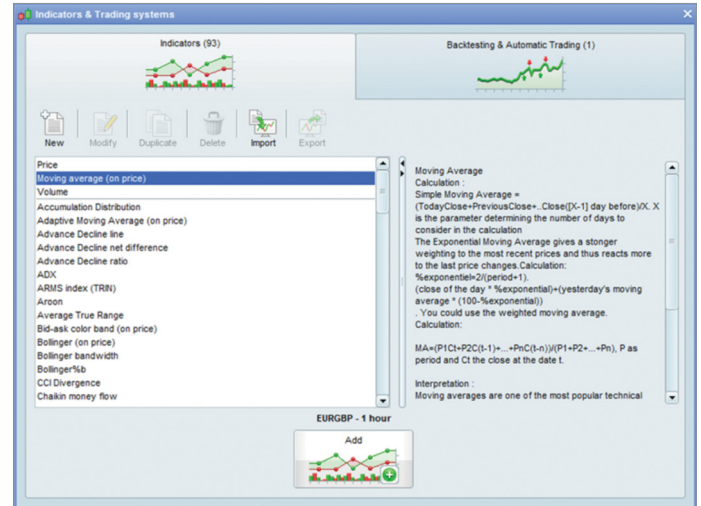 Indicators & Trading systems
Indicators (93)
Backtesting & Automatic Trading (1)
New
Modify
Duplicate
Delete
Import
Export
Price
Moving average (on price)
Volume
Accumulation Distribution
Adaptive Moving Average (on price)
Advance Decline line
Advance Decline net difference
Advance Decline ratio
ADX
ARMS index (TRIN)
Aroon
Average True Range
Bid-ask color band (on price)
Bollinger (on price)
Bollinger bandwidth
Bollinger%b
CCI Divergence
Chaikin money flow
Moving Average
Calculation :
Simple Moving Average =
(TodayClose+PreviousClose+..Close([X-1] day before)/X. X
is the parameter determining the number of days to
consider in the calculation
The Exponential Moving Average gives a stonger
weighting to the most recent prices and thus reacts more
to the last price changes.Calculation:
%exponentiel=2/(period+1).
(close of the day * %exponential)+(yesterday's moving
average * (100-%exponential))
. You could use the weighted moving average.
Calculation:
MA=(P1Ct+P2C(t-1)+...+PnC(t-n))/(P1+P2+...+Pn), P as
period and Ct the close at the date t.
Interpretation :
Moving averages are one of the most popular technical
EURGBP - 1 hour
Add